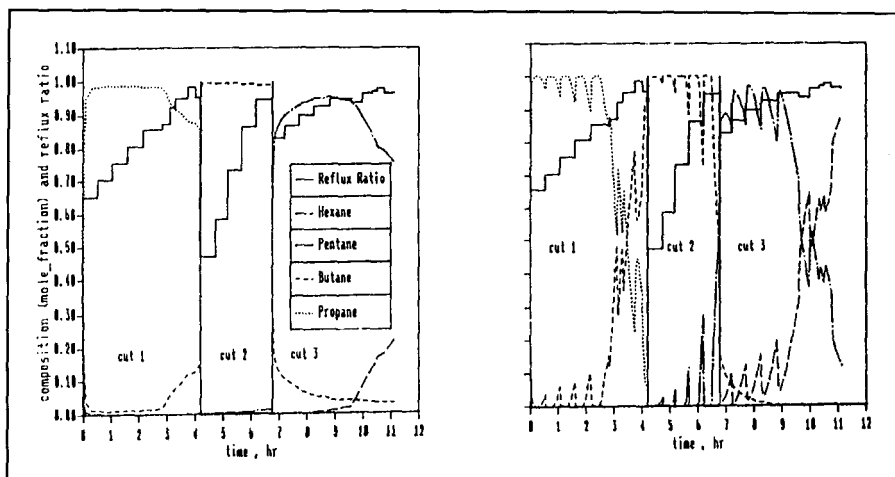 composition (mole_fraction) and reflux ratio
1.10
1.00
0.90
0.80
0.70
0.60
0.50
0.40
0.30
0.20
0.10
0.00
Reflux Ratio
Hexane
Pentane
Butane
Propane
cut 1
cut 2
cut 3
0 1 2 3 4 5 6 7 8 9 10 11 12
time, hr
cut 1
cut 2
cut 3
0 1 2 3 4 5 6 7 8 9 10 11 12
time, hr